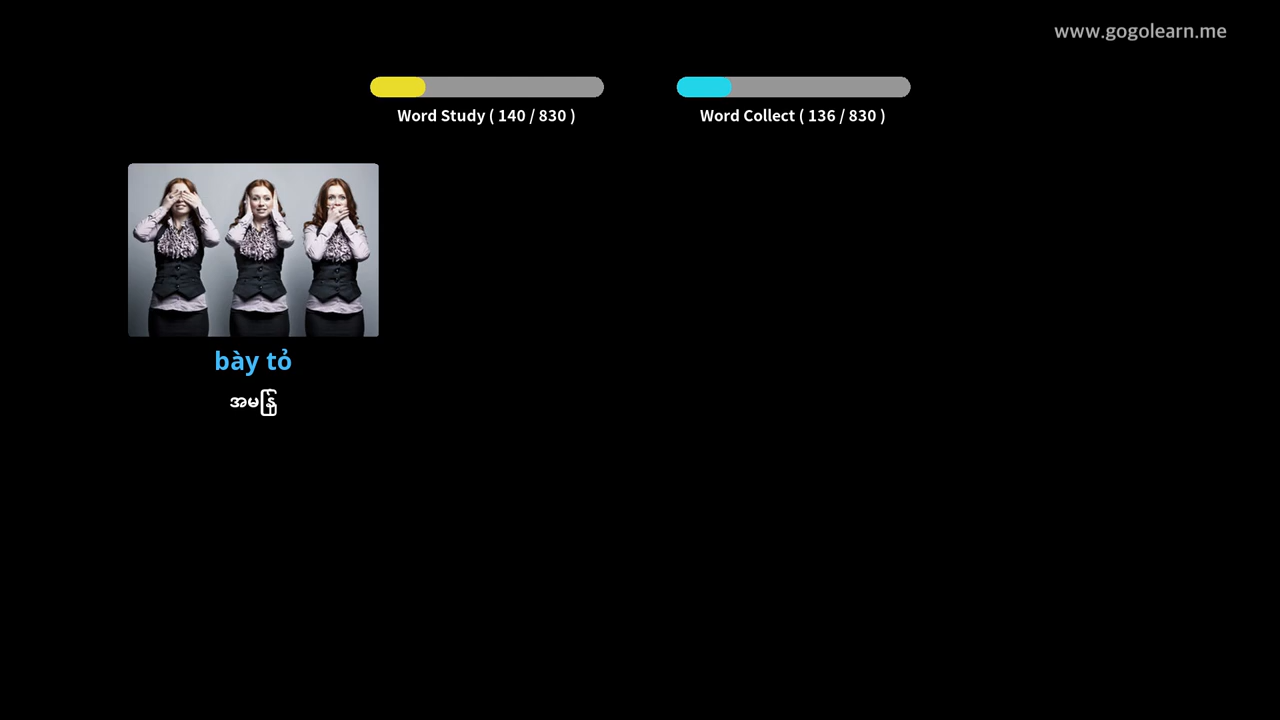 www.gogolearn.me
Word Study ( 140 / 830 )
Word Collect ( 136 / 830 )
bày tỏ
အမန့်